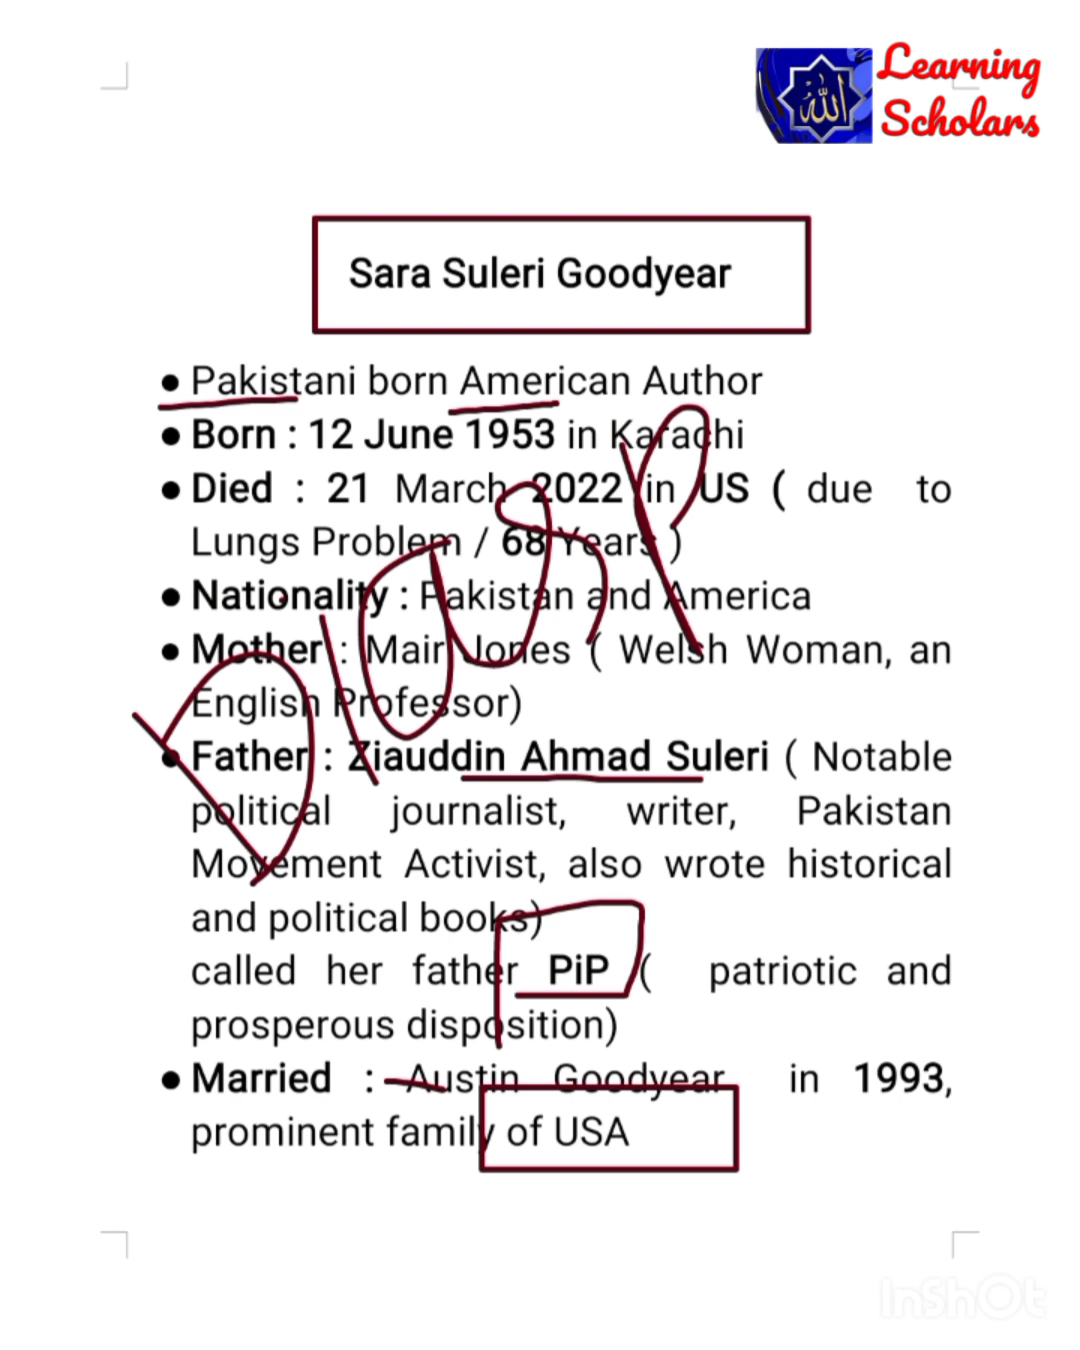 Learning
Scholars
الله
Sara Suleri Goodyear
● Pakistani born American Author
● Born : 12 June 1953 in Karachi
● Died : 21 March 2022 in US ( due to
Lungs Problem / 68 Years )
● Nationality : Pakistan and America
● Mother : Mair Jones ( Welsh Woman, an
English Professor)
● Father : Ziauddin Ahmad Suleri ( Notable
political journalist, writer, Pakistan
Movement Activist, also wrote historical
and political books)
called her father PiP ( patriotic and
prosperous disposition)
● Married : Austin Goodyear in 1993,
prominent family of USA
InShOt